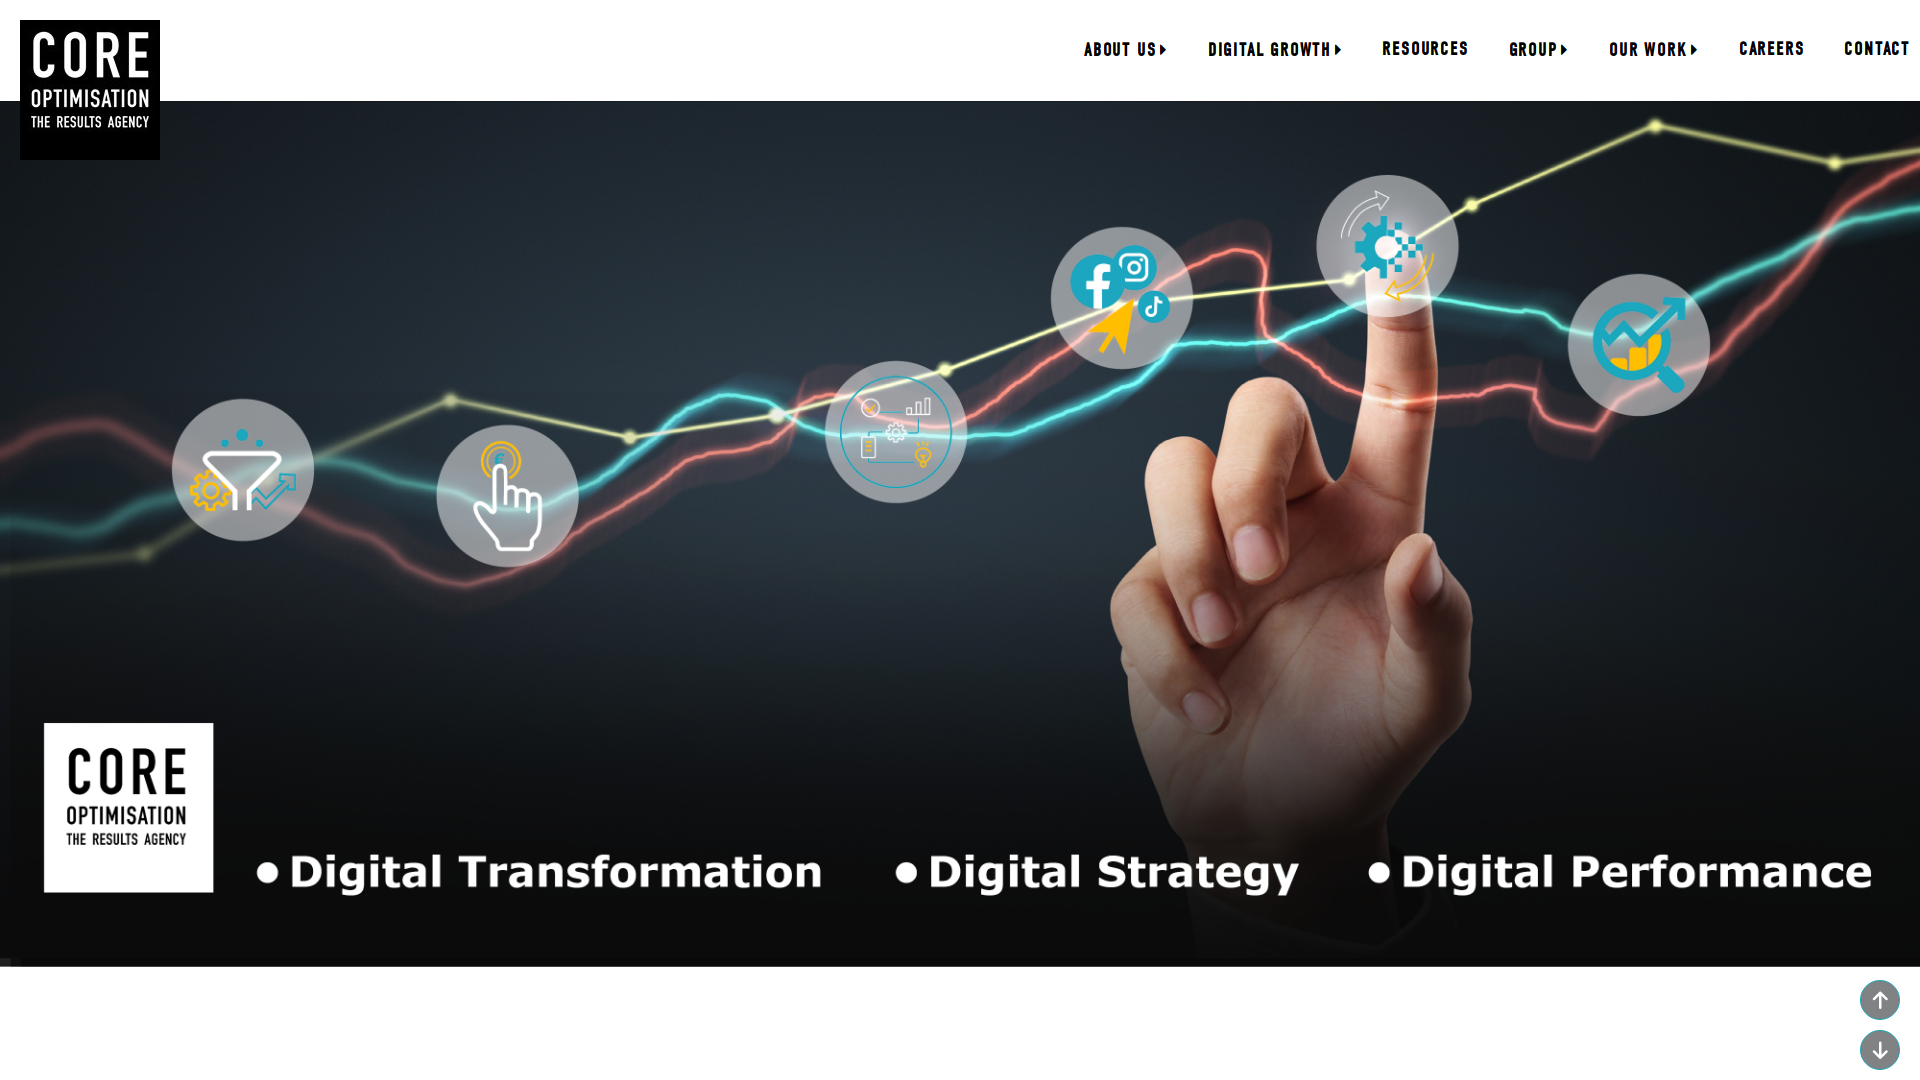 CORE
OPTIMISATION
THE RESULTS AGENCY
ABOUT US DIGITAL GROWTH RESOURCES GROUP OUR WORK CAREERS CONTACT
€
CORE
OPTIMISATION
THE RESULTS AGENCY
• Digital Transformation • Digital Strategy • Digital Performance